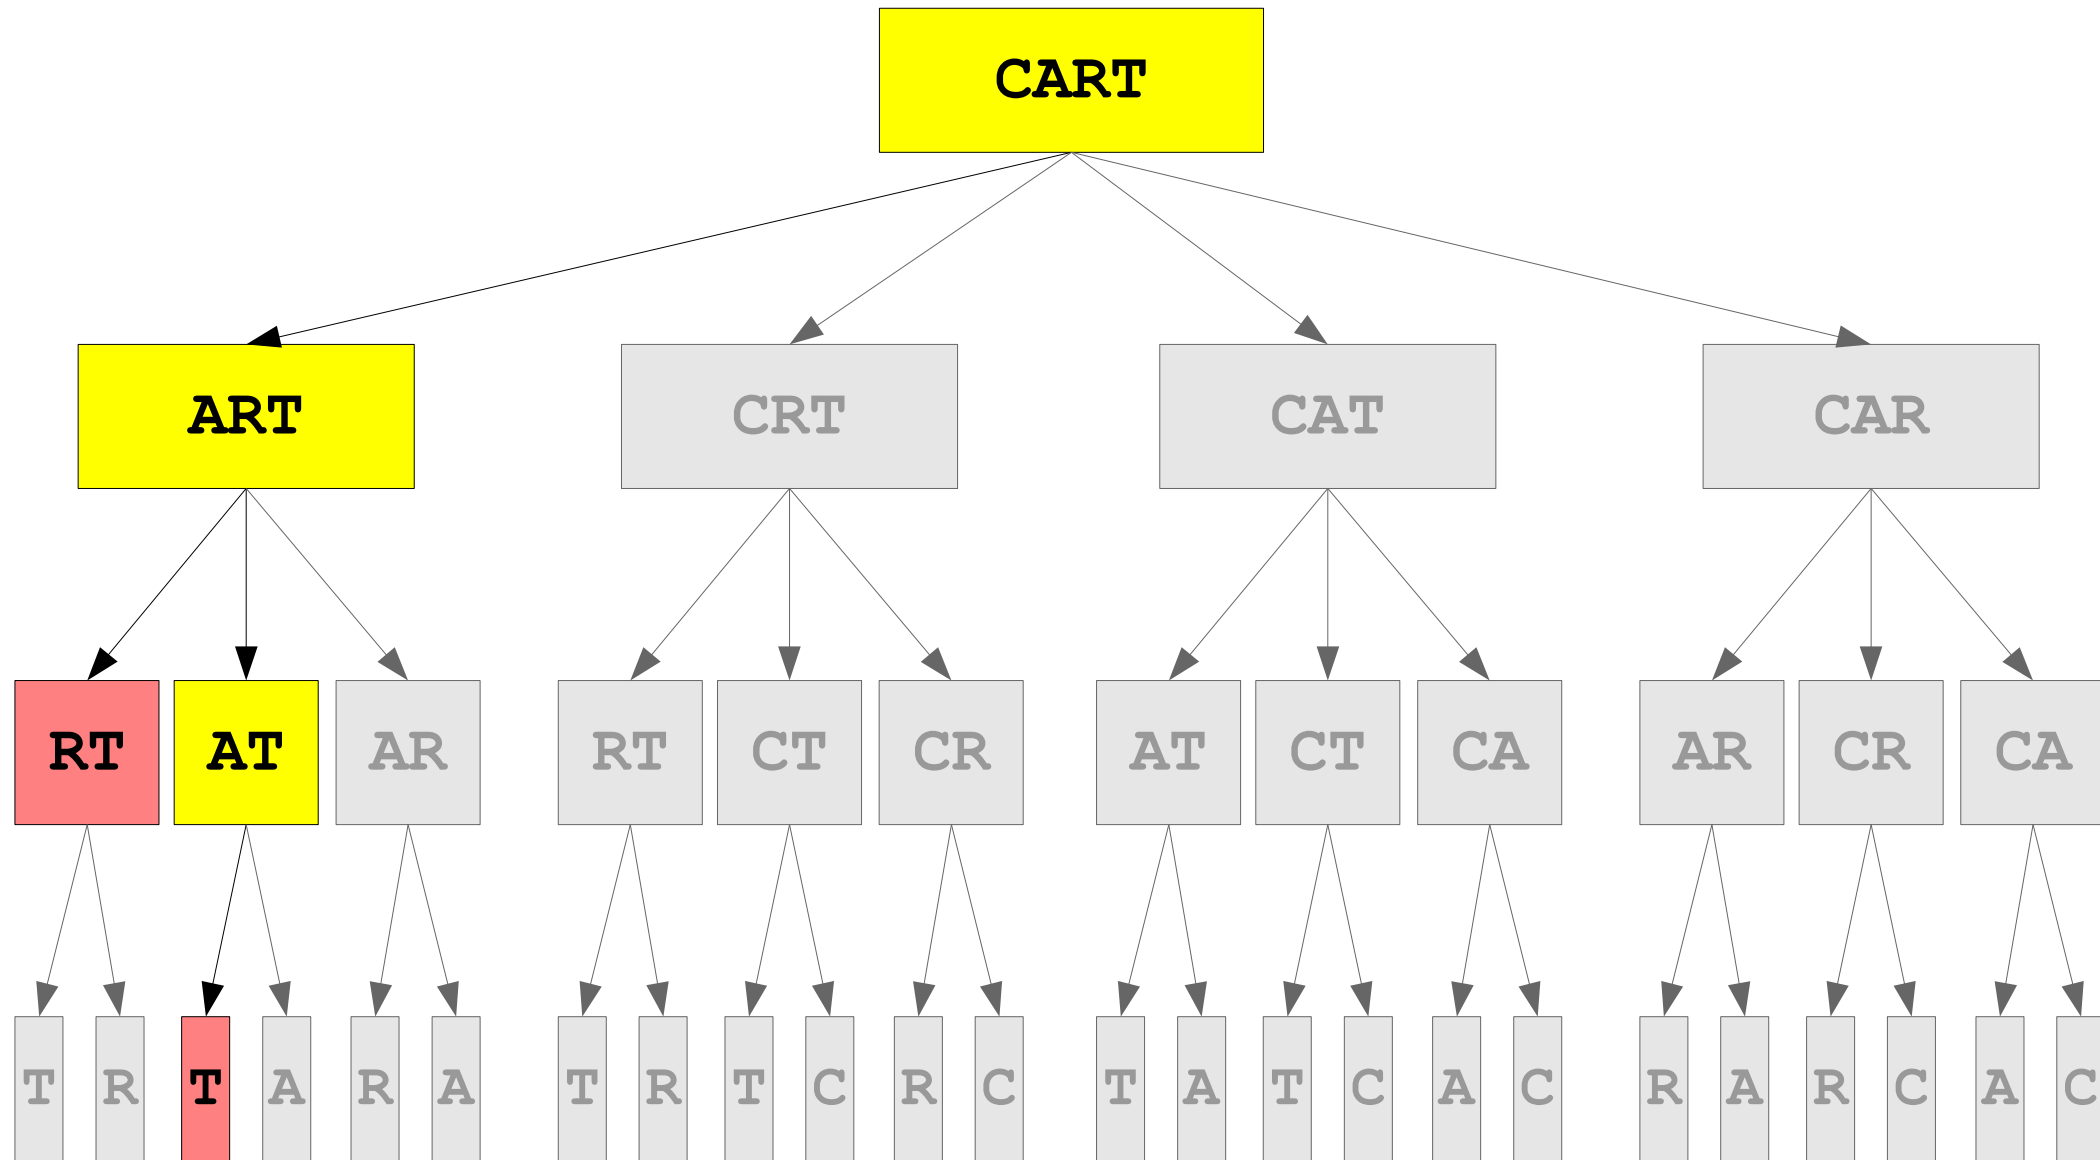 CART
ART CRT CAT CAR
RT AT AR RT CT CR AT CT CA AR CR CA
T R T A R A T R T C R C T A T C A C R A R C A C